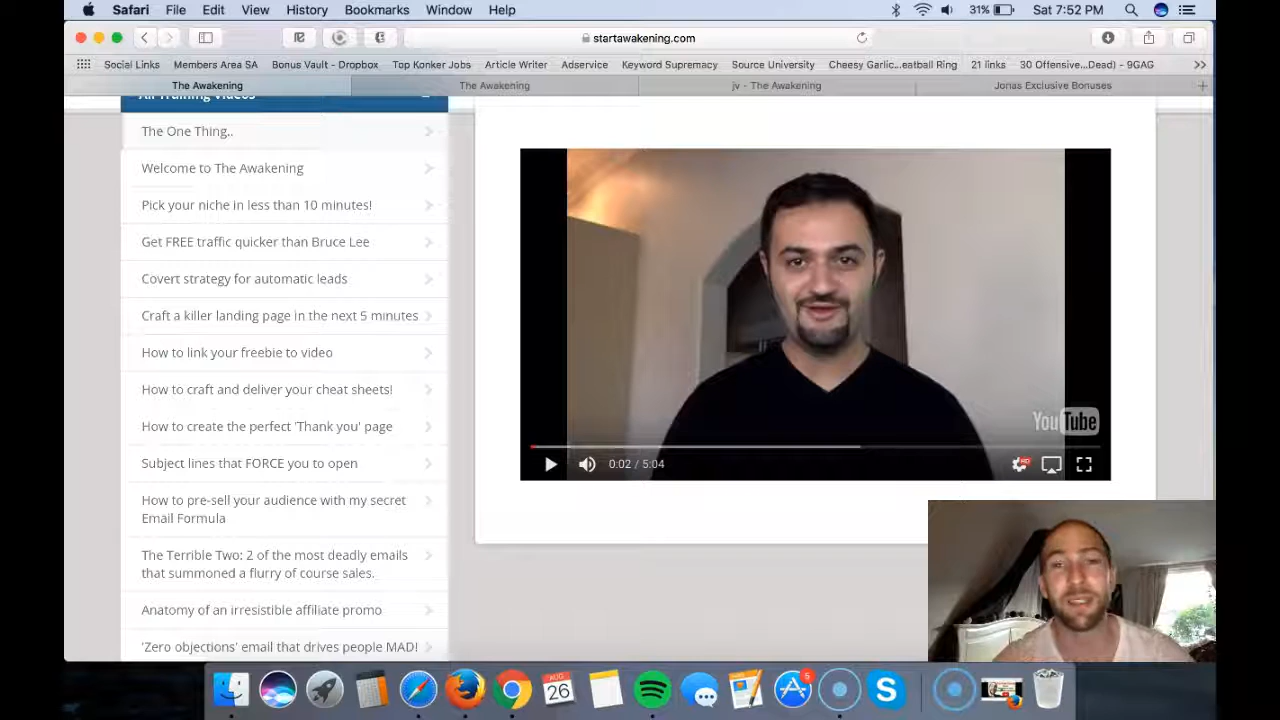 Safari File Edit View History Bookmarks Window Help 31% Sat 7:52 PM
startawakening.com
Social Links Members Area SA Bonus Vault - Dropbox Top Konker Jobs Article Writer Adservice Keyword Supremacy Source University Cheesy Garlic...eatball Ring 21 links 30 Offensive...Dead) - 9GAG
The Awakening The Awakening jv - The Awakening Jonas Exclusive Bonuses
All Training Videos
The One Thing..
Welcome to The Awakening
Pick your niche in less than 10 minutes!
Get FREE traffic quicker than Bruce Lee
Covert strategy for automatic leads
Craft a killer landing page in the next 5 minutes
How to link your freebie to video
How to craft and deliver your cheat sheets!
How to create the perfect 'Thank you' page
Subject lines that FORCE you to open
How to pre-sell your audience with my secret
Email Formula
The Terrible Two: 2 of the most deadly emails
that summoned a flurry of course sales.
Anatomy of an irresistible affiliate promo
'Zero objections' email that drives people MAD!
YouTube
0:02 / 5:04
HD
AUG
26
5